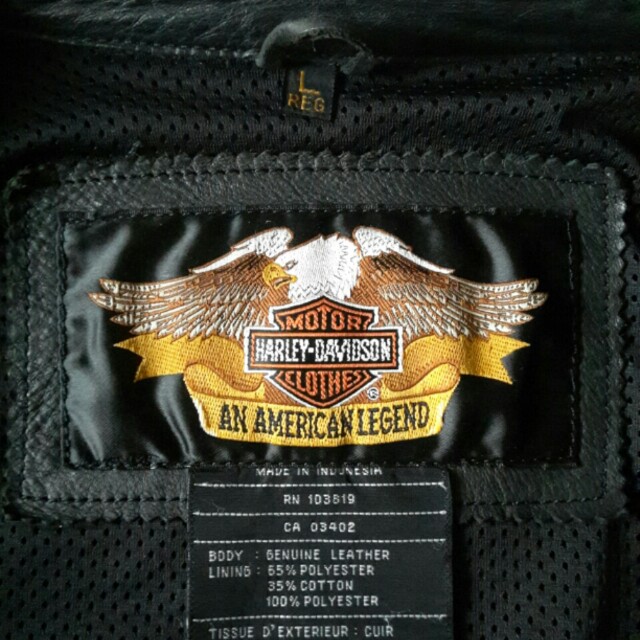 L
REG
MOTOR
HARLEY-DAVIDSON
CLOTHES
®
AN AMERICAN LEGEND
MADE IN INDONESIA
RN 103819
CA 03402
BODY : GENUINE LEATHER
LINING : 65% POLYESTER
35% COTTON
100% POLYESTER
TISSUE D'EXTERIEUR : CUIR